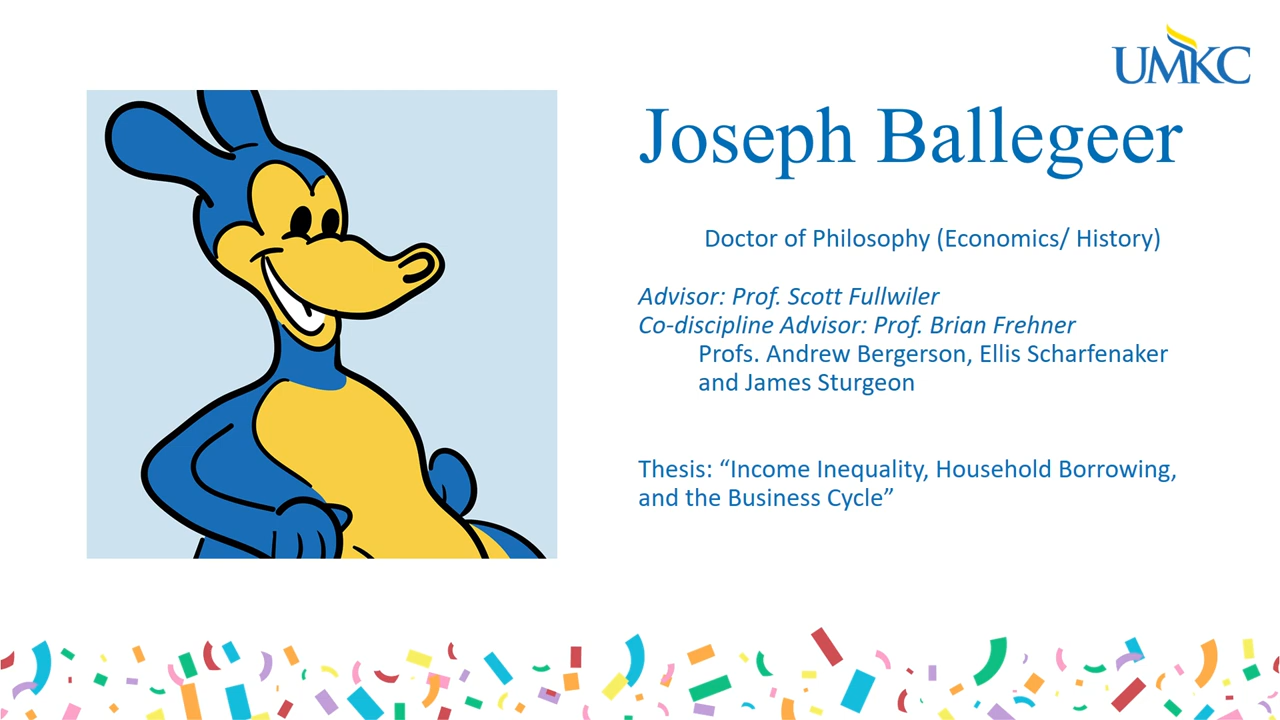 UMKC
Joseph Ballegeer
Doctor of Philosophy (Economics/ History)
Advisor: Prof. Scott Fullwiler
Co-discipline Advisor: Prof. Brian Frehner
Profs. Andrew Bergerson, Ellis Scharfenaker
and James Sturgeon
Thesis: “Income Inequality, Household Borrowing,
and the Business Cycle”